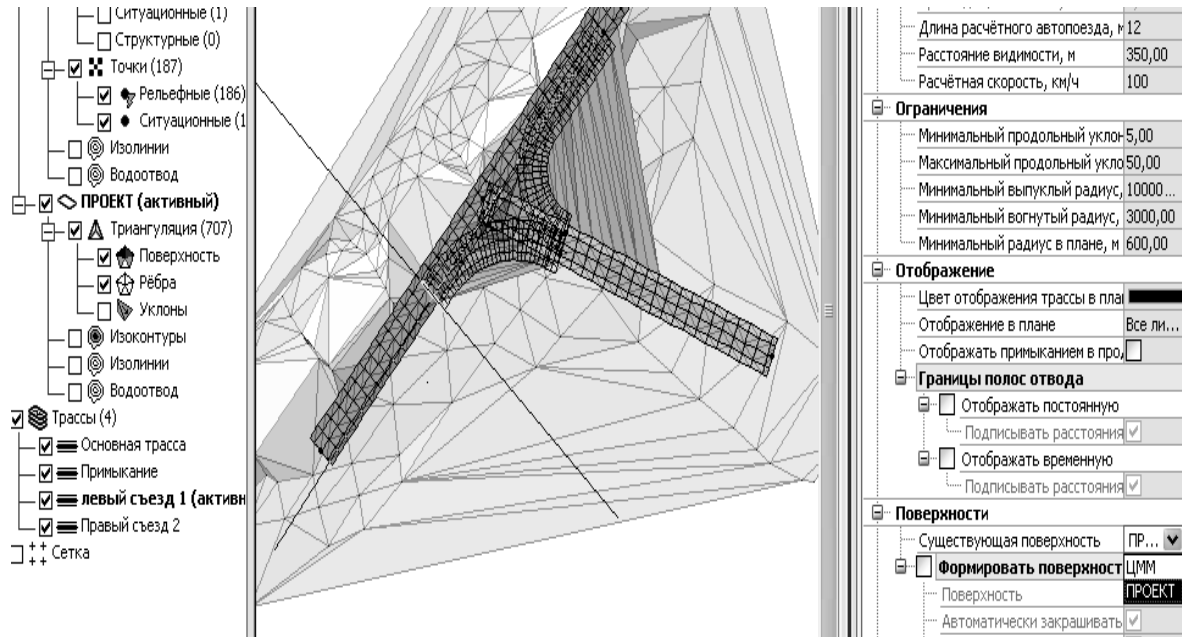 Ситуационные (1)
Структурные (0)
Точки (187)
Рельефные (186)
Ситуационные (1
Изолинии
Водоотвод
ПРОЕКТ (активный)
Триангуляция (707)
Поверхность
Рёбра
Уклоны
Изоконтуры
Изолинии
Водоотвод
Трассы (4)
Основная трасса
Примыкание
левый съезд 1 (активн
Правый съезд 2
Сетка
Длина расчётного автопоезда, м 12
Расстояние видимости, м 350,00
Расчётная скорость, км/ч 100
Ограничения
Минимальный продольный уклон 5,00
Максимальный продольный укло 50,00
Минимальный выпуклый радиус, 10000...
Минимальный вогнутый радиус, 3000,00
Минимальный радиус в плане, м 600,00
Отображение
Цвет отображения трассы в пла
Отображение в плане Все ли...
Отображать примыканием в про,
Границы полос отвода
Отображать постоянную
Подписывать расстояния
Отображать временную
Подписывать расстояния
Поверхности
Существующая поверхность ПР...
Формировать поверхност ЦММ
Поверхность ПРОЕКТ
Автоматически закрашивать